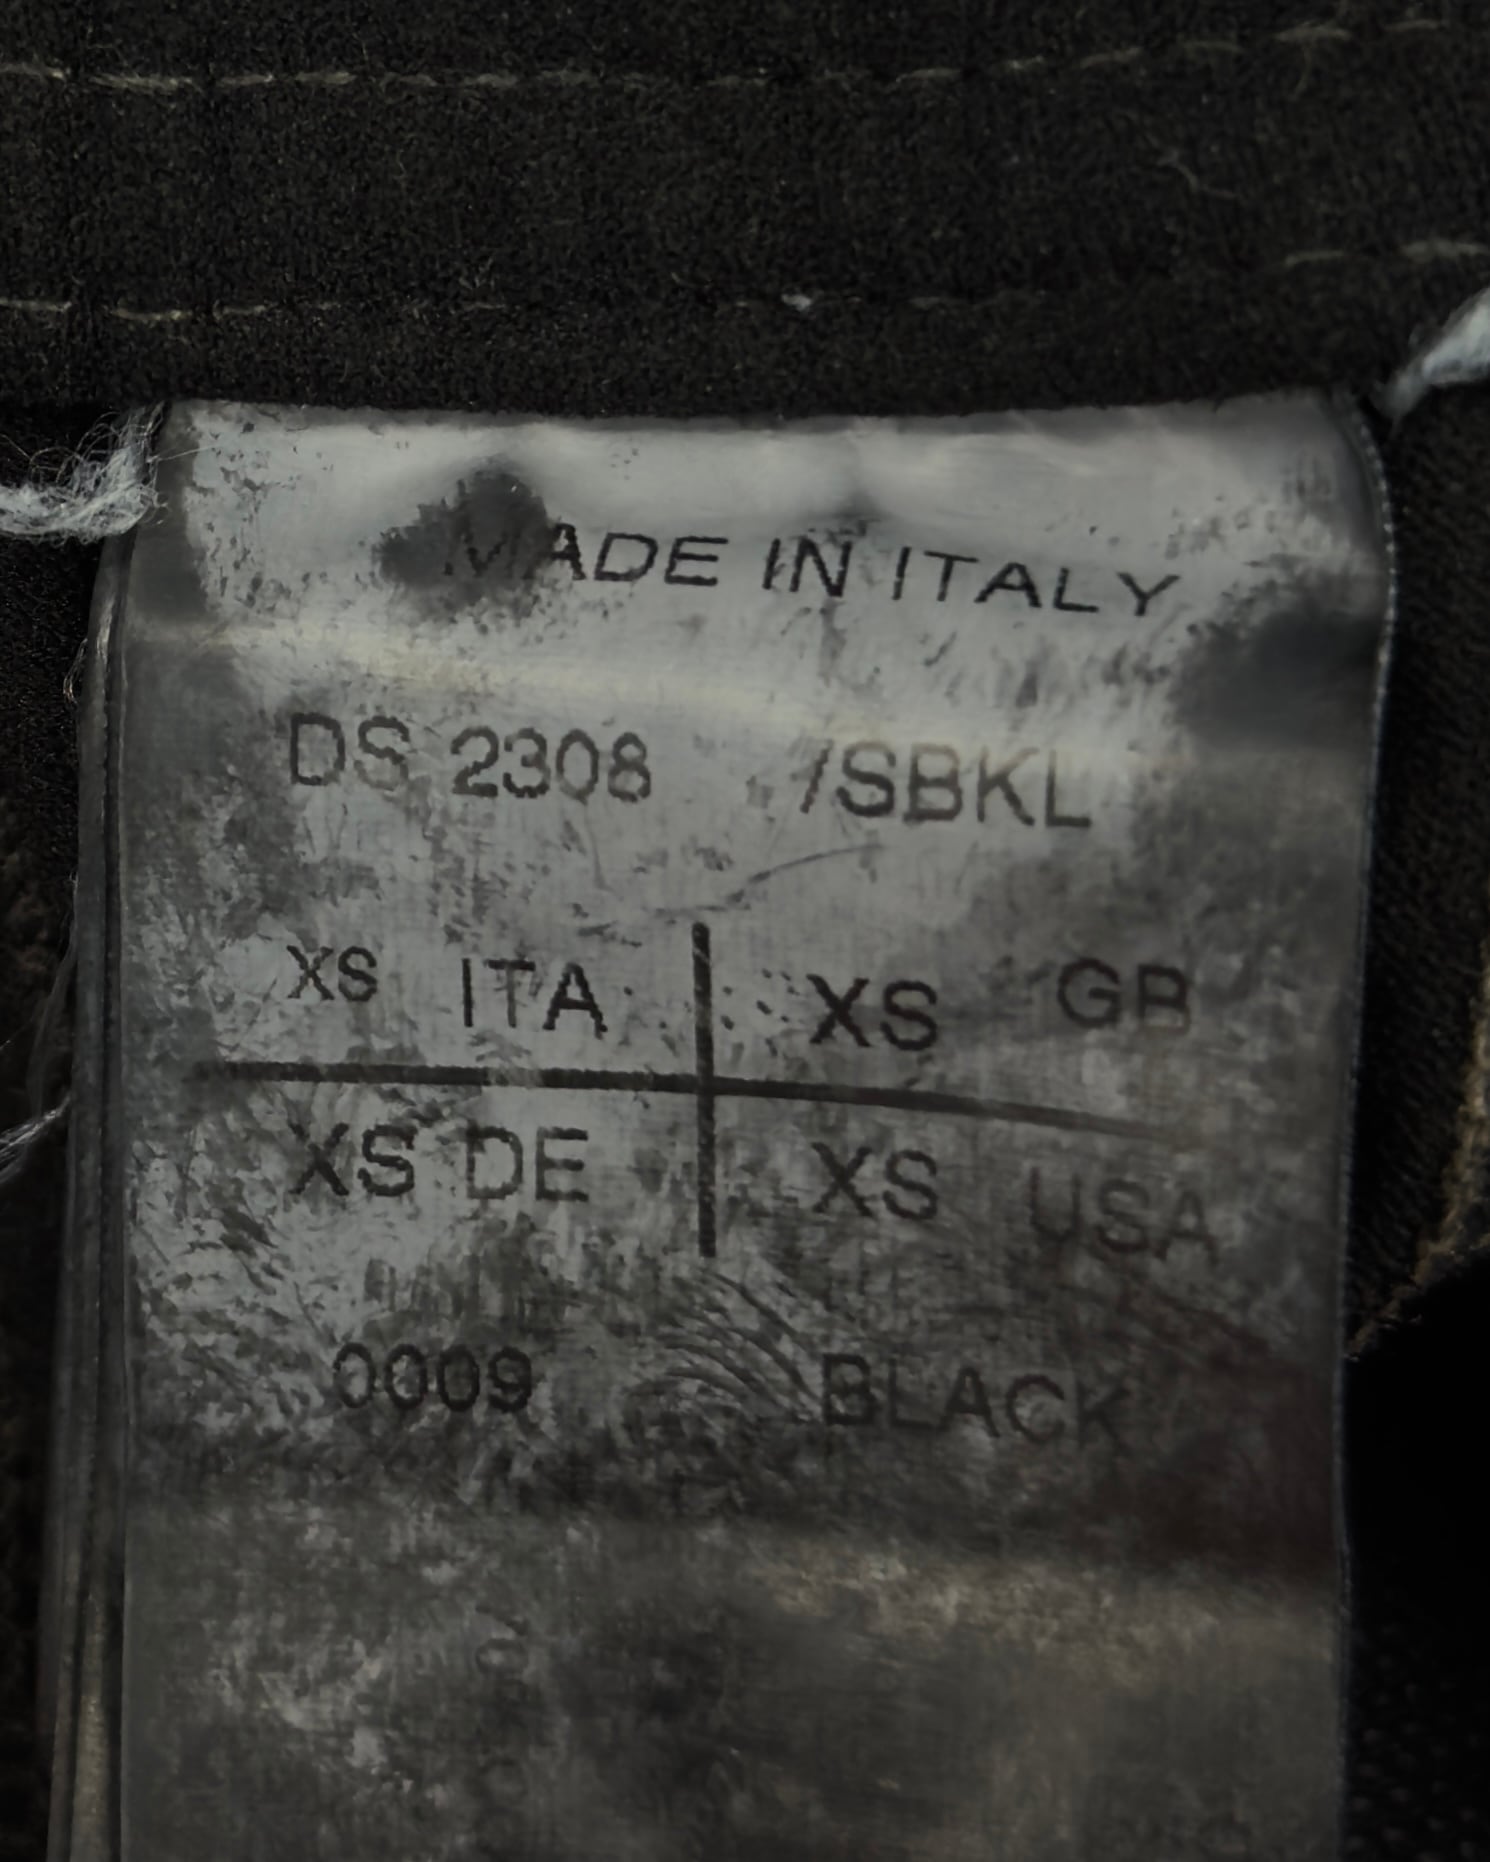 MADE IN ITALY
DS 2308 /SBKL
XS ITA XS GB
XS DE XS USA
0009 BLACK